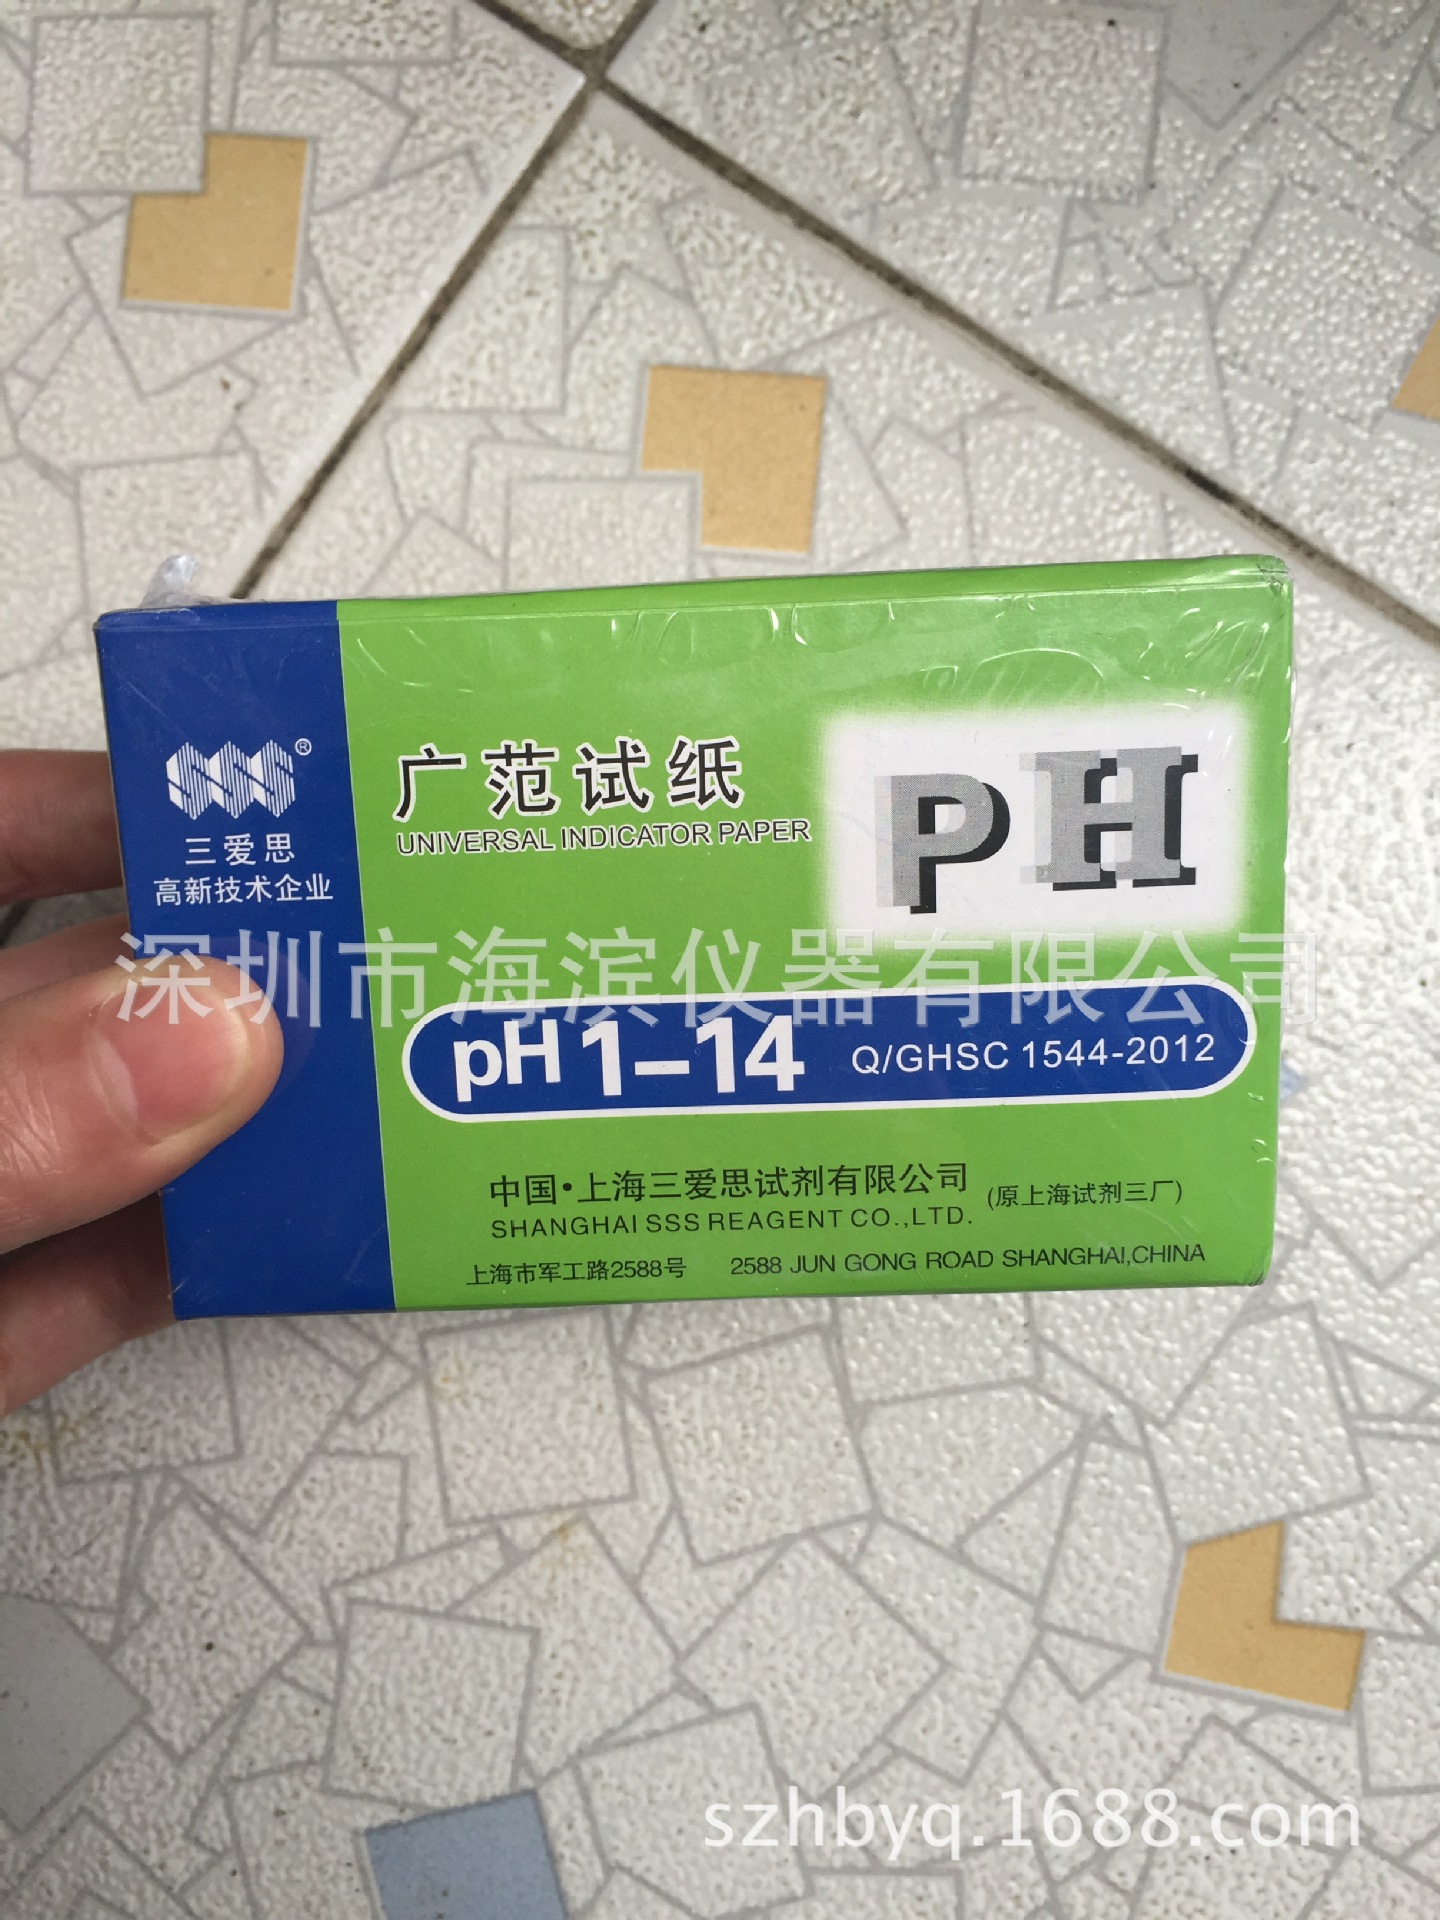 SSS®
三爱思
高新技术企业
广范试纸
UNIVERSAL INDICATOR PAPER
PH
深圳市海滨仪器有限公司
pH 1-14 Q/GHSC 1544-2012
中国·上海三爱思试剂有限公司 (原上海试剂三厂)
SHANGHAI SSS REAGENT CO.,LTD.
上海市军工路2588号 2588 JUN GONG ROAD SHANGHAI,CHINA
szhbyq.1688.com